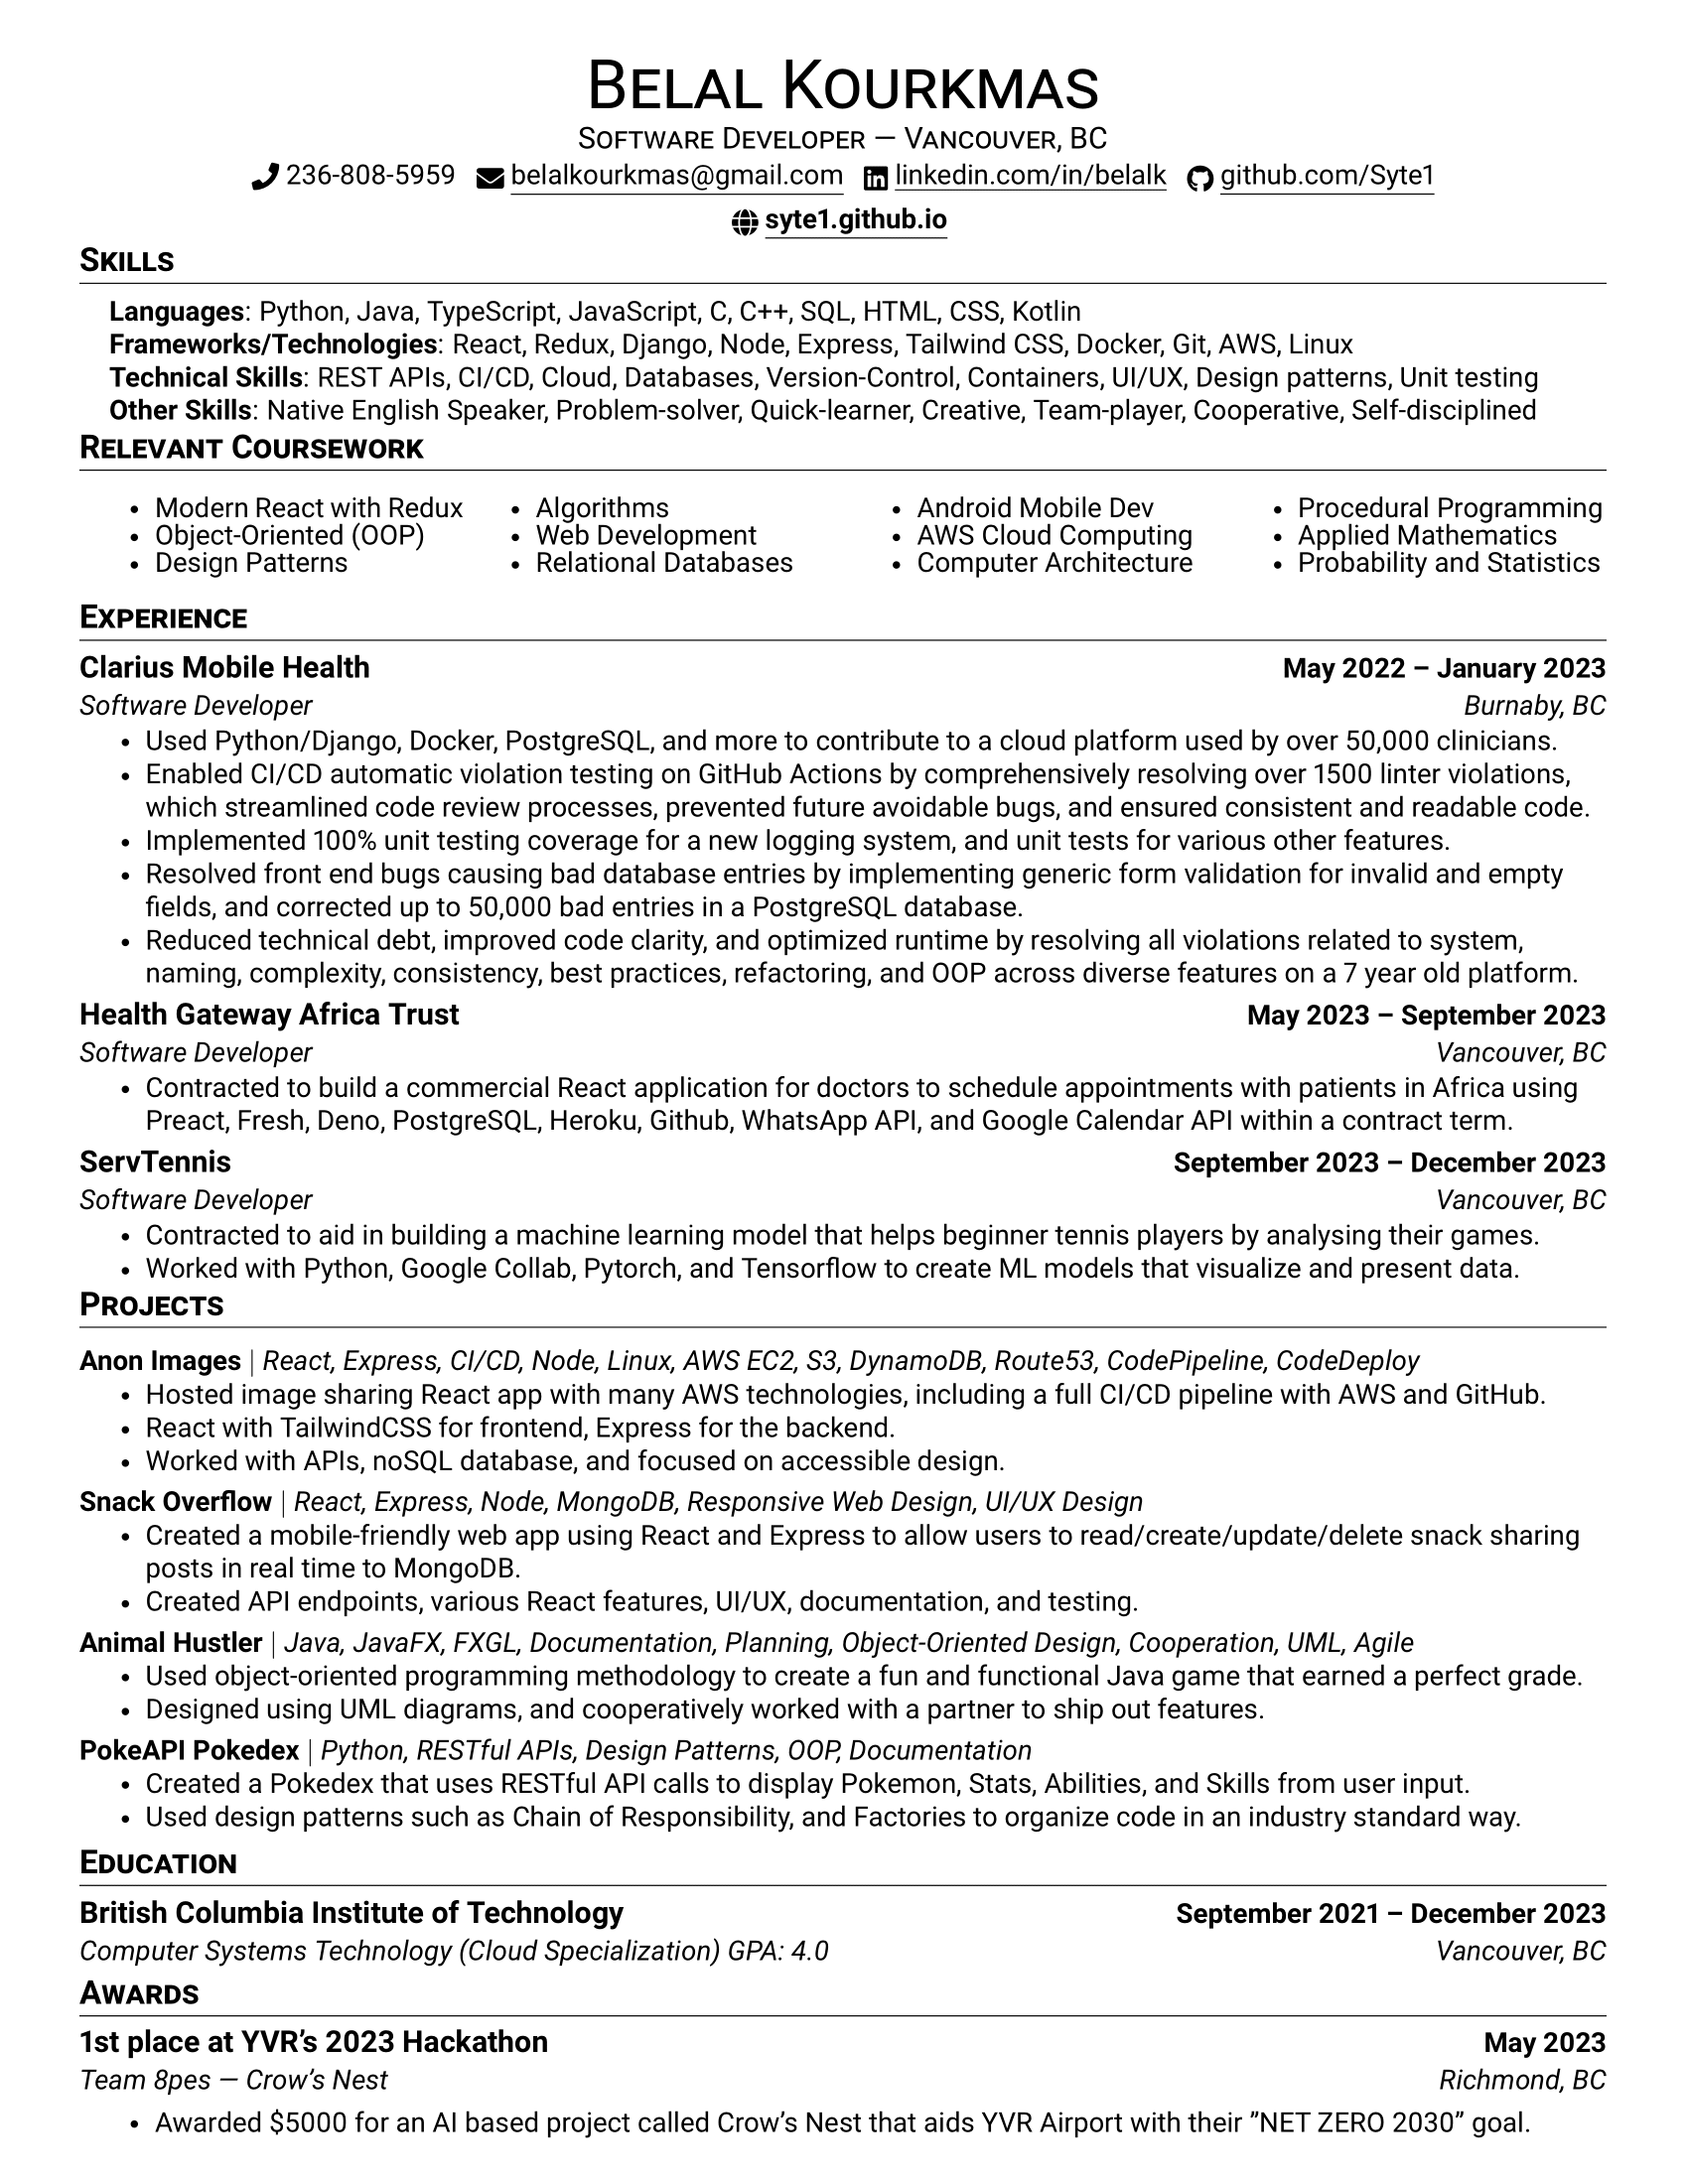 Belal Kourkmas
Software Developer — Vancouver, BC
236-808-5959 belalkourkmas@gmail.com linkedin.com/in/belalk github.com/Syte1
syte1.github.io
Skills
Languages: Python, Java, TypeScript, JavaScript, C, C++, SQL, HTML, CSS, Kotlin
Frameworks/Technologies: React, Redux, Django, Node, Express, Tailwind CSS, Docker, Git, AWS, Linux
Technical Skills: REST APIs, CI/CD, Cloud, Databases, Version-Control, Containers, UI/UX, Design patterns, Unit testing
Other Skills: Native English Speaker, Problem-solver, Quick-learner, Creative, Team-player, Cooperative, Self-disciplined
Relevant Coursework
• Modern React with Redux • Algorithms • Android Mobile Dev • Procedural Programming
• Object-Oriented (OOP) • Web Development • AWS Cloud Computing • Applied Mathematics
• Design Patterns • Relational Databases • Computer Architecture • Probability and Statistics
Experience
Clarius Mobile Health May 2022 – January 2023
Software Developer Burnaby, BC
• Used Python/Django, Docker, PostgreSQL, and more to contribute to a cloud platform used by over 50,000 clinicians.
• Enabled CI/CD automatic violation testing on GitHub Actions by comprehensively resolving over 1500 linter violations,
which streamlined code review processes, prevented future avoidable bugs, and ensured consistent and readable code.
• Implemented 100% unit testing coverage for a new logging system, and unit tests for various other features.
• Resolved front end bugs causing bad database entries by implementing generic form validation for invalid and empty
fields, and corrected up to 50,000 bad entries in a PostgreSQL database.
• Reduced technical debt, improved code clarity, and optimized runtime by resolving all violations related to system,
naming, complexity, consistency, best practices, refactoring, and OOP across diverse features on a 7 year old platform.
Health Gateway Africa Trust May 2023 – September 2023
Software Developer Vancouver, BC
• Contracted to build a commercial React application for doctors to schedule appointments with patients in Africa using
Preact, Fresh, Deno, PostgreSQL, Heroku, Github, WhatsApp API, and Google Calendar API within a contract term.
ServTennis September 2023 – December 2023
Software Developer Vancouver, BC
• Contracted to aid in building a machine learning model that helps beginner tennis players by analysing their games.
• Worked with Python, Google Collab, Pytorch, and Tensorflow to create ML models that visualize and present data.
Projects
Anon Images | React, Express, CI/CD, Node, Linux, AWS EC2, S3, DynamoDB, Route53, CodePipeline, CodeDeploy
• Hosted image sharing React app with many AWS technologies, including a full CI/CD pipeline with AWS and GitHub.
• React with TailwindCSS for frontend, Express for the backend.
• Worked with APIs, noSQL database, and focused on accessible design.
Snack Overflow | React, Express, Node, MongoDB, Responsive Web Design, UI/UX Design
• Created a mobile-friendly web app using React and Express to allow users to read/create/update/delete snack sharing
posts in real time to MongoDB.
• Created API endpoints, various React features, UI/UX, documentation, and testing.
Animal Hustler | Java, JavaFX, FXGL, Documentation, Planning, Object-Oriented Design, Cooperation, UML, Agile
• Used object-oriented programming methodology to create a fun and functional Java game that earned a perfect grade.
• Designed using UML diagrams, and cooperatively worked with a partner to ship out features.
PokeAPI Pokedex | Python, RESTful APIs, Design Patterns, OOP, Documentation
• Created a Pokedex that uses RESTful API calls to display Pokemon, Stats, Abilities, and Skills from user input.
• Used design patterns such as Chain of Responsibility, and Factories to organize code in an industry standard way.
Education
British Columbia Institute of Technology September 2021 – December 2023
Computer Systems Technology (Cloud Specialization) GPA: 4.0 Vancouver, BC
Awards
1st place at YVR’s 2023 Hackathon May 2023
Team 8pes — Crow’s Nest Richmond, BC
• Awarded $5000 for an AI based project called Crow’s Nest that aids YVR Airport with their ”NET ZERO 2030” goal.